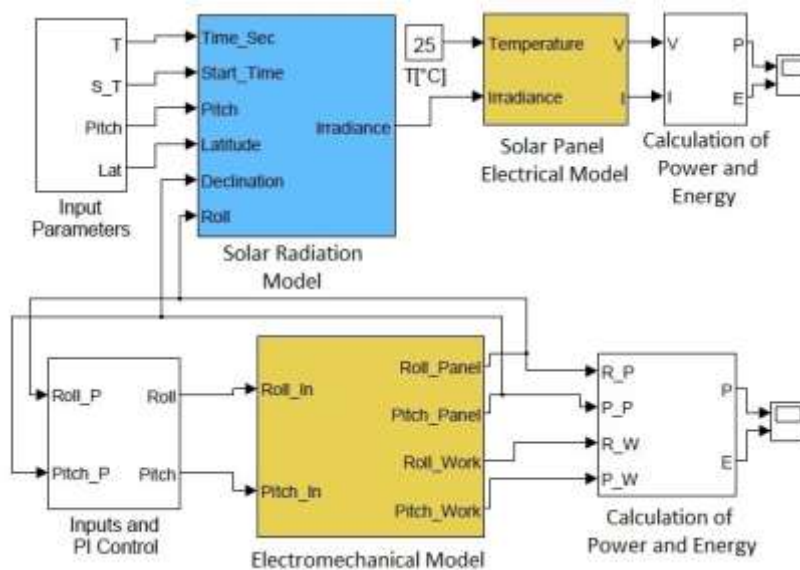 T
S_T
Pitch
Lat
Input
Parameters
Time_Sec
Start_Time
Pitch
Latitude
Declination
Roll
Irradiance
Solar Radiation
Model
25
T[°C]
Temperature
Irradiance
V
I
Solar Panel
Electrical Model
V
I
P
E
Calculation of
Power and
Energy
Roll_P
Pitch_P
Roll
Pitch
Inputs and
PI Control
Roll_In
Pitch_In
Roll_Panel
Pitch_Panel
Roll_Work
Pitch_Work
Electromechanical Model
R_P
P_P
R_W
P_W
P
E
Calculation of
Power and Energy